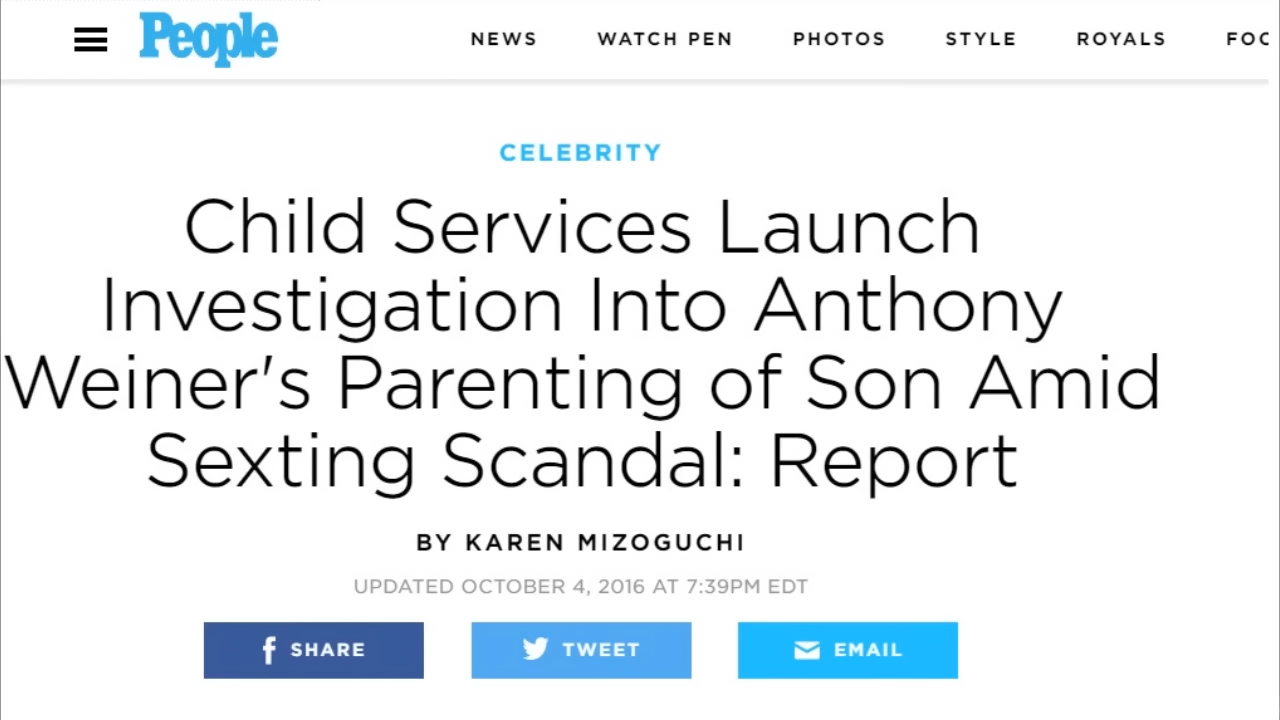 People NEWS WATCH PEN PHOTOS STYLE ROYALS FOC
CELEBRITY
Child Services Launch
Investigation Into Anthony
Weiner's Parenting of Son Amid
Sexting Scandal: Report
BY KAREN MIZOGUCHI
UPDATED OCTOBER 4, 2016 AT 7:39PM EDT
SHARE TWEET EMAIL